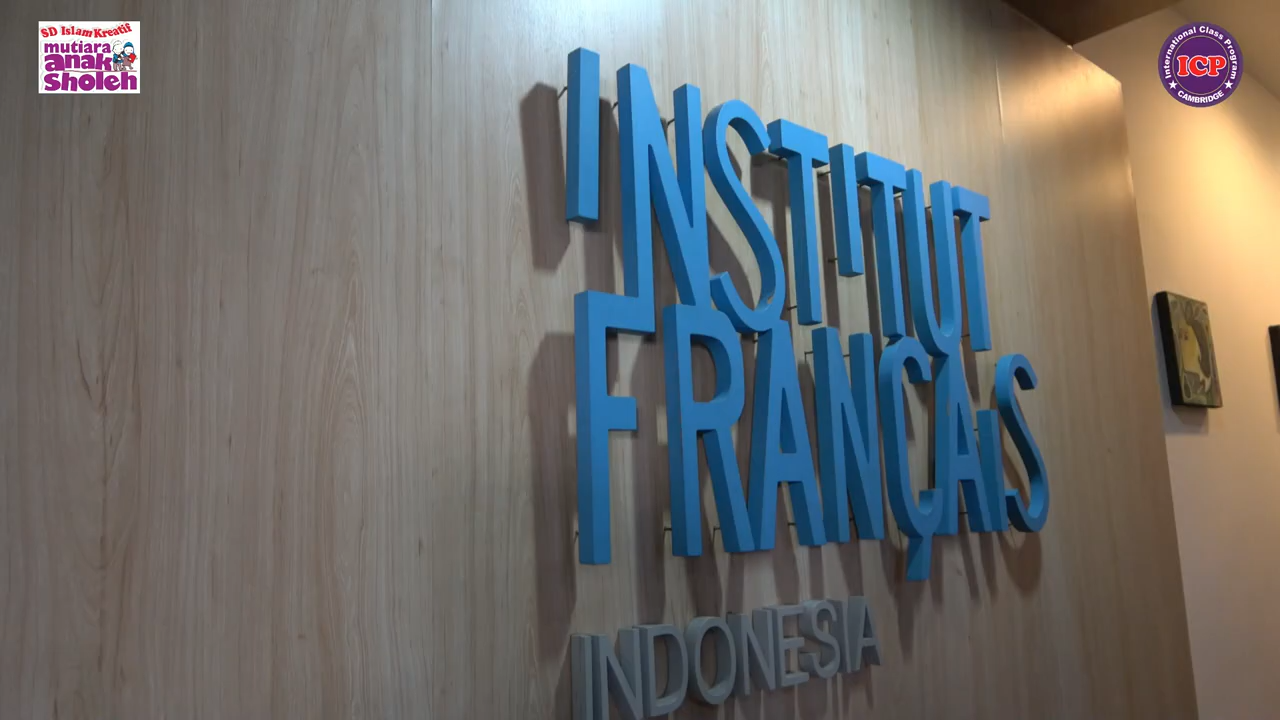 SD Islam Kreatif
mutiara
anak
Sholeh
International Class Program
ICP
CAMBRIDGE
INSTITUT
FRANÇAIS
INDONESIA